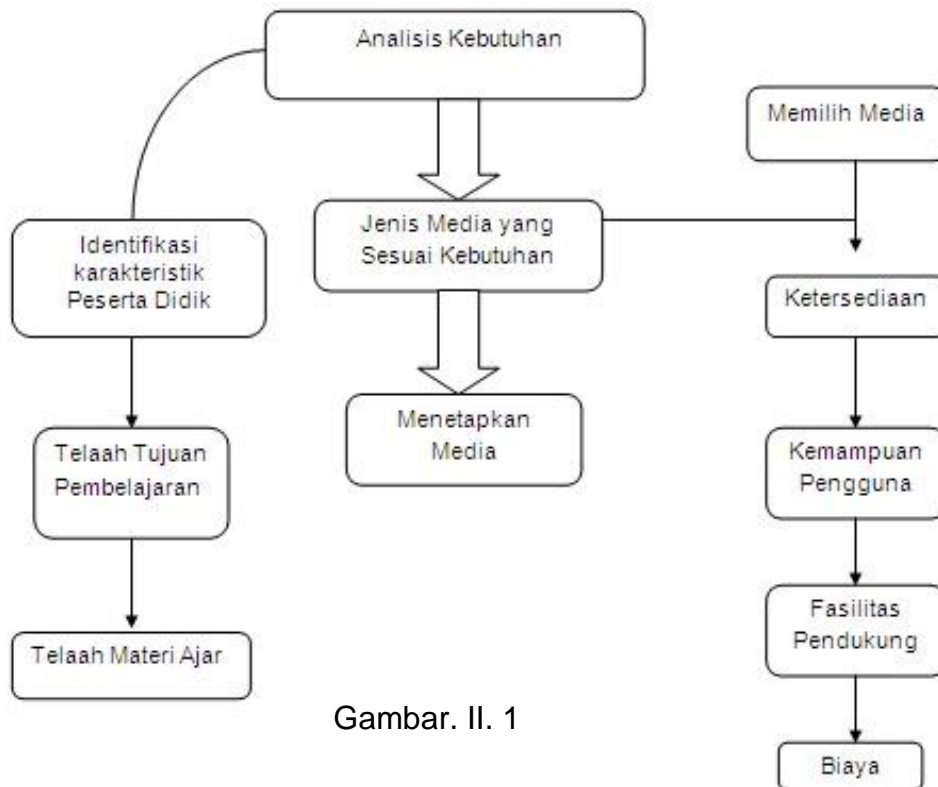 Analisis Kebutuhan
Memilih Media
Jenis Media yang
Sesuai Kebutuhan
Identifikasi
karakteristik
Peserta Didik
Ketersediaan
Menetapkan
Media
Telaah Tujuan
Pembelajaran
Kemampuan
Pengguna
Fasilitas
Pendukung
Telaah Materi Ajar
Gambar. II. 1
Biaya